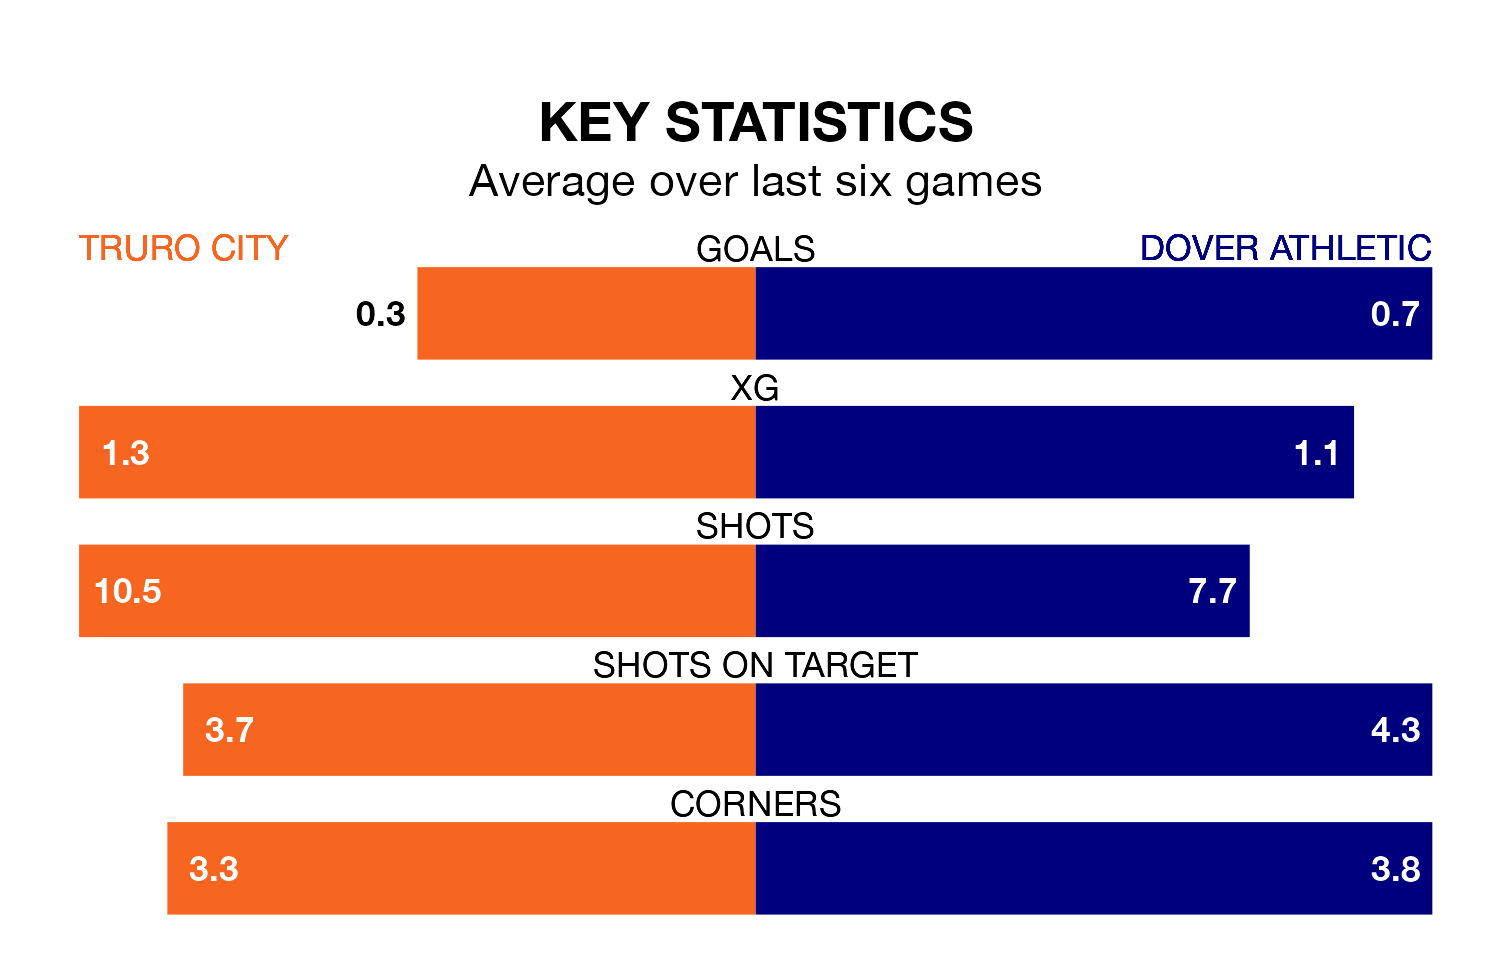 KEY STATISTICS
Average over last six games
TRURO CITY GOALS DOVER ATHLETIC
0.3 0.7
XG
1.3 1.1
SHOTS
10.5 7.7
SHOTS ON TARGET
3.7 4.3
CORNERS
3.3 3.8